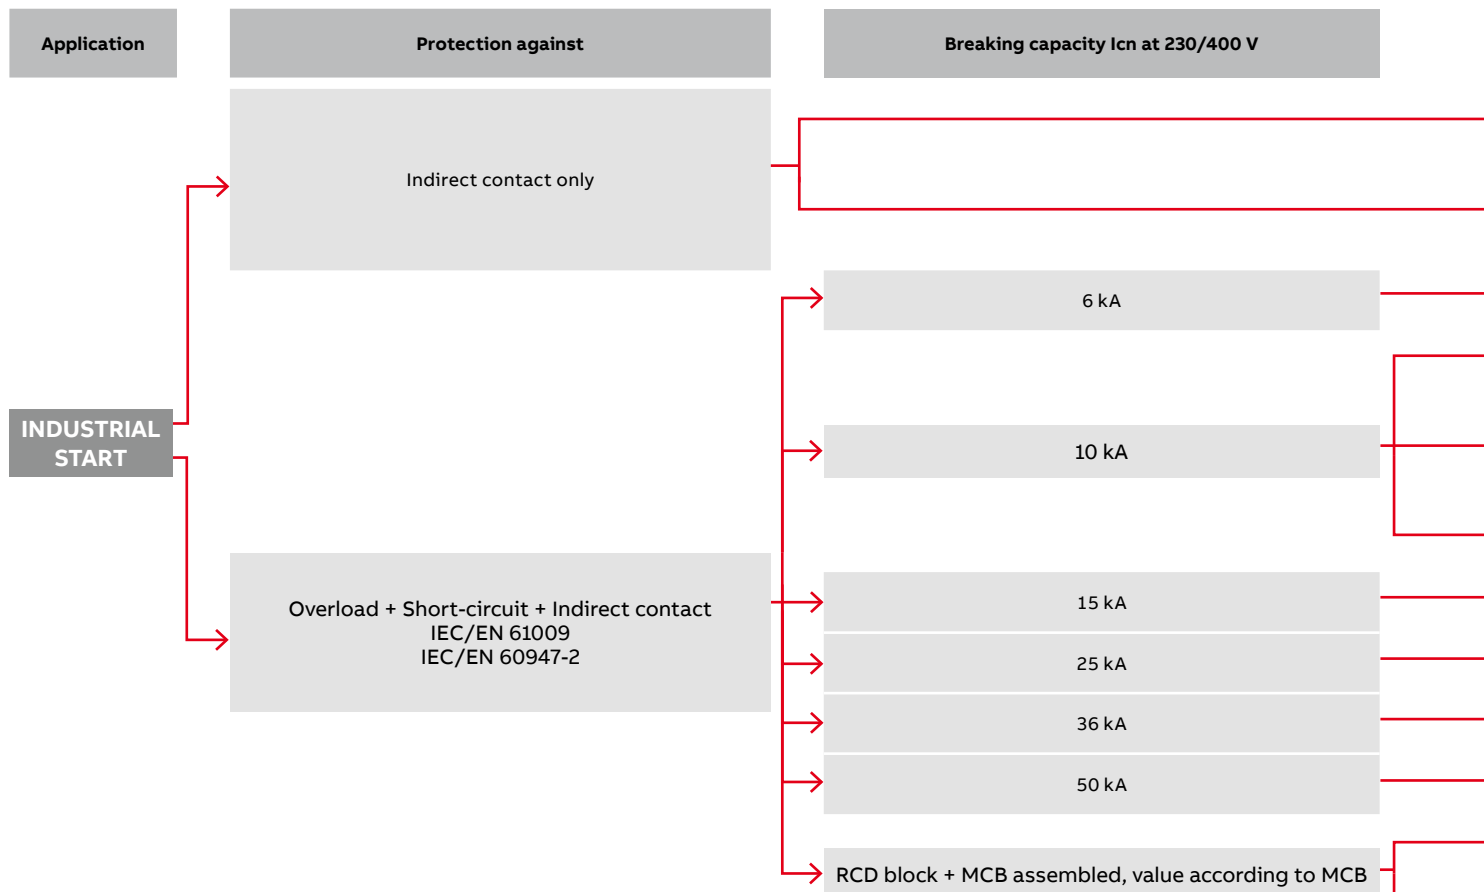 Application
Protection against
Breaking capacity Icn at 230/400 V
Indirect contact only
6 kA
10 kA
INDUSTRIAL
START
Overload + Short-circuit + Indirect contact
IEC/EN 61009
IEC/EN 60947-2
15 kA
25 kA
36 kA
50 kA
RCD block + MCB assembled, value according to MCB